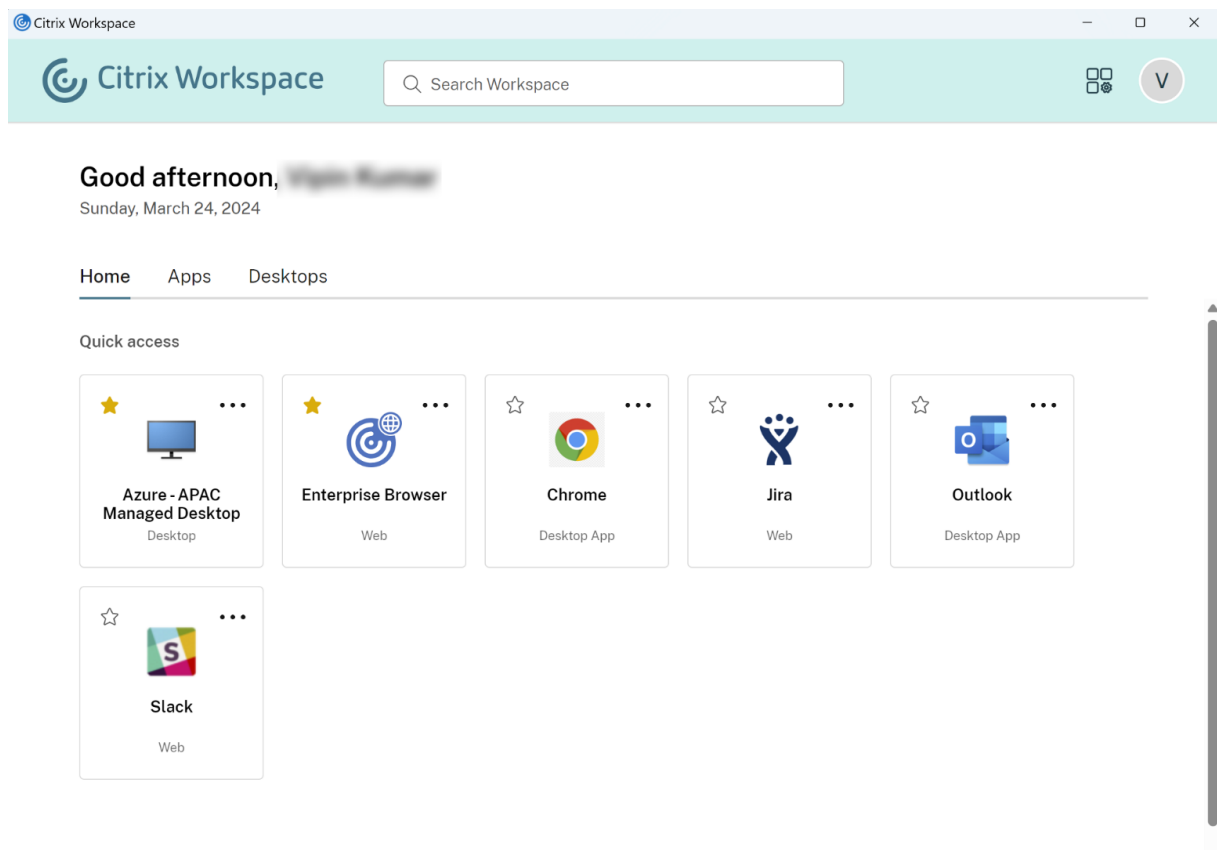 Citrix Workspace
Citrix Workspace
Search Workspace
V
Good afternoon,
Sunday, March 24, 2024
Home Apps Desktops
Quick access
Azure - APAC
Managed Desktop
Desktop
Enterprise Browser
Web
Chrome
Desktop App
Jira
Web
O
Outlook
Desktop App
S
Slack
Web